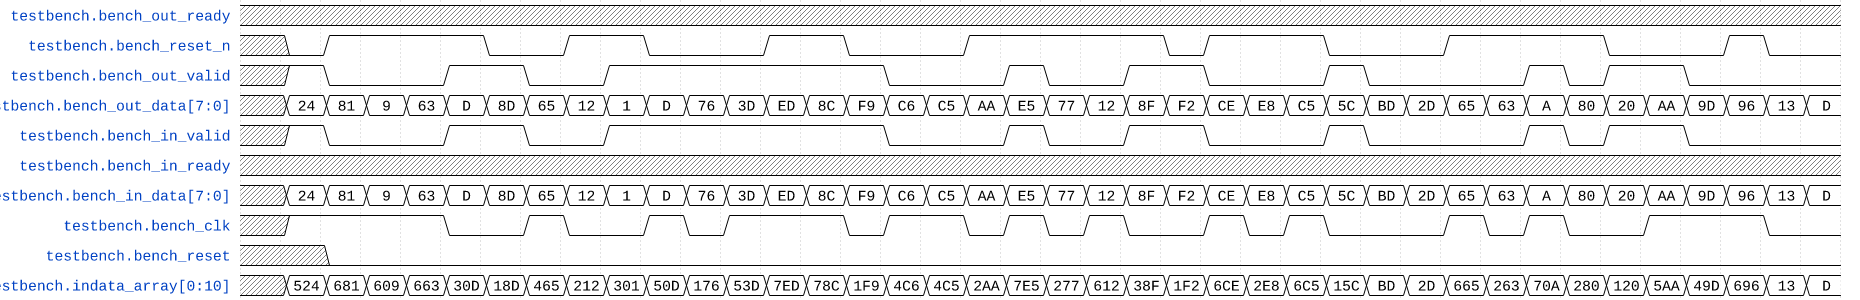 testbench.bench_out_ready
testbench.bench_reset_n
testbench.bench_out_valid
stbench.bench_out_data[7:0] 24 81 9 63 D 8D 65 12 1 D 76 3D ED 8C F9 C6 C5 AA E5 77 12 8F F2 CE E8 C5 5C BD 2D 65 63 A 80 20 AA 9D 96 13 D
testbench.bench_in_valid
testbench.bench_in_ready
estbench.bench_in_data[7:0] 24 81 9 63 D 8D 65 12 1 D 76 3D ED 8C F9 C6 C5 AA E5 77 12 8F F2 CE E8 C5 5C BD 2D 65 63 A 80 20 AA 9D 96 13 D
testbench.bench_clk
testbench.bench_reset
estbench.indata_array[0:10] 524 681 609 663 30D 18D 465 212 301 50D 176 53D 7ED 78C 1F9 4C6 4C5 2AA 7E5 277 612 38F 1F2 6CE 2E8 6C5 15C BD 2D 665 263 70A 280 120 5AA 49D 696 13 D